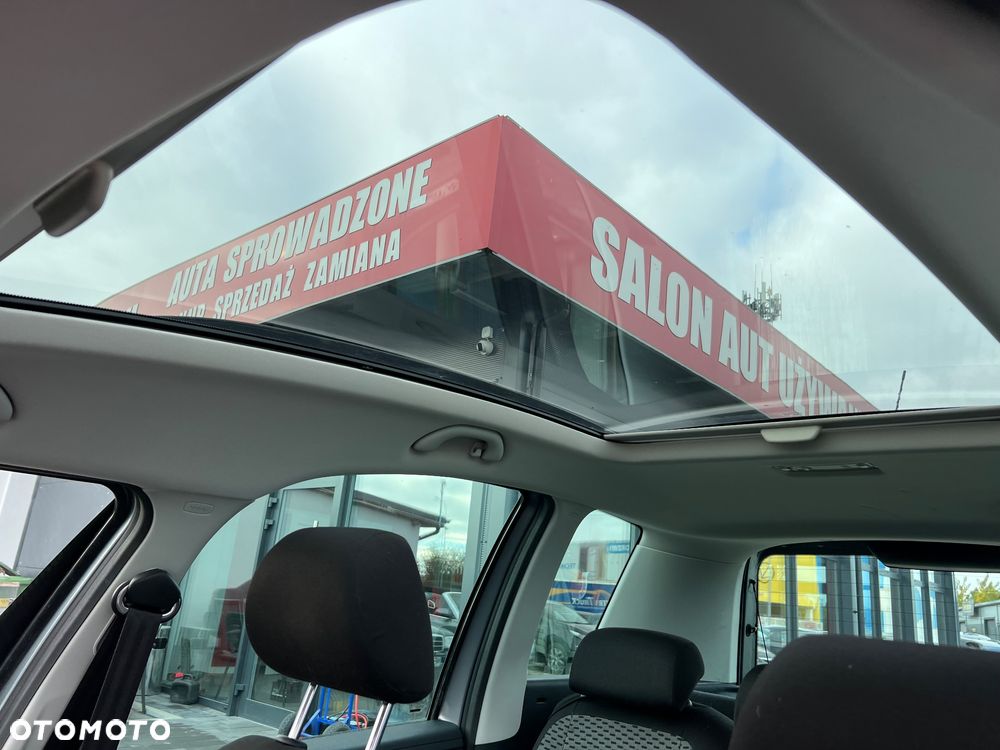 AUTA SPROWADZONE
SPRZEDAŻ ZAMIANA
SALON AUT
OTOMOTO